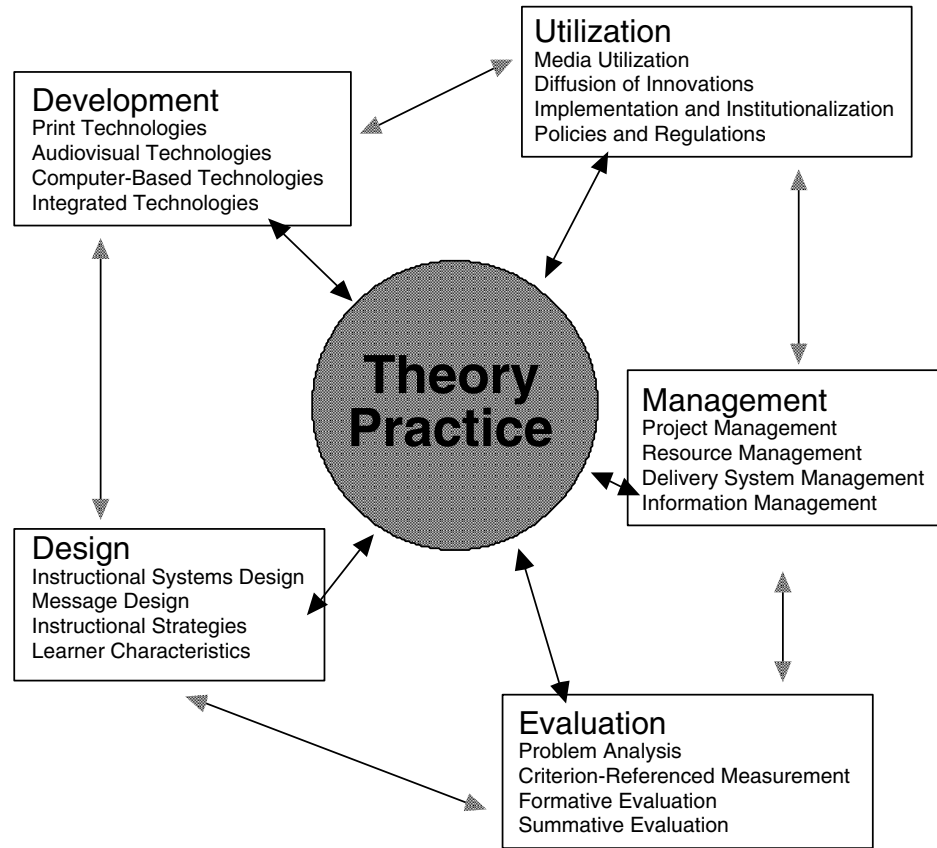 Utilization
Media Utilization
Diffusion of Innovations
Implementation and Institutionalization
Policies and Regulations
Development
Print Technologies
Audiovisual Technologies
Computer-Based Technologies
Integrated Technologies
Theory
Practice
Management
Project Management
Resource Management
Delivery System Management
Information Management
Design
Instructional Systems Design
Message Design
Instructional Strategies
Learner Characteristics
Evaluation
Problem Analysis
Criterion-Referenced Measurement
Formative Evaluation
Summative Evaluation